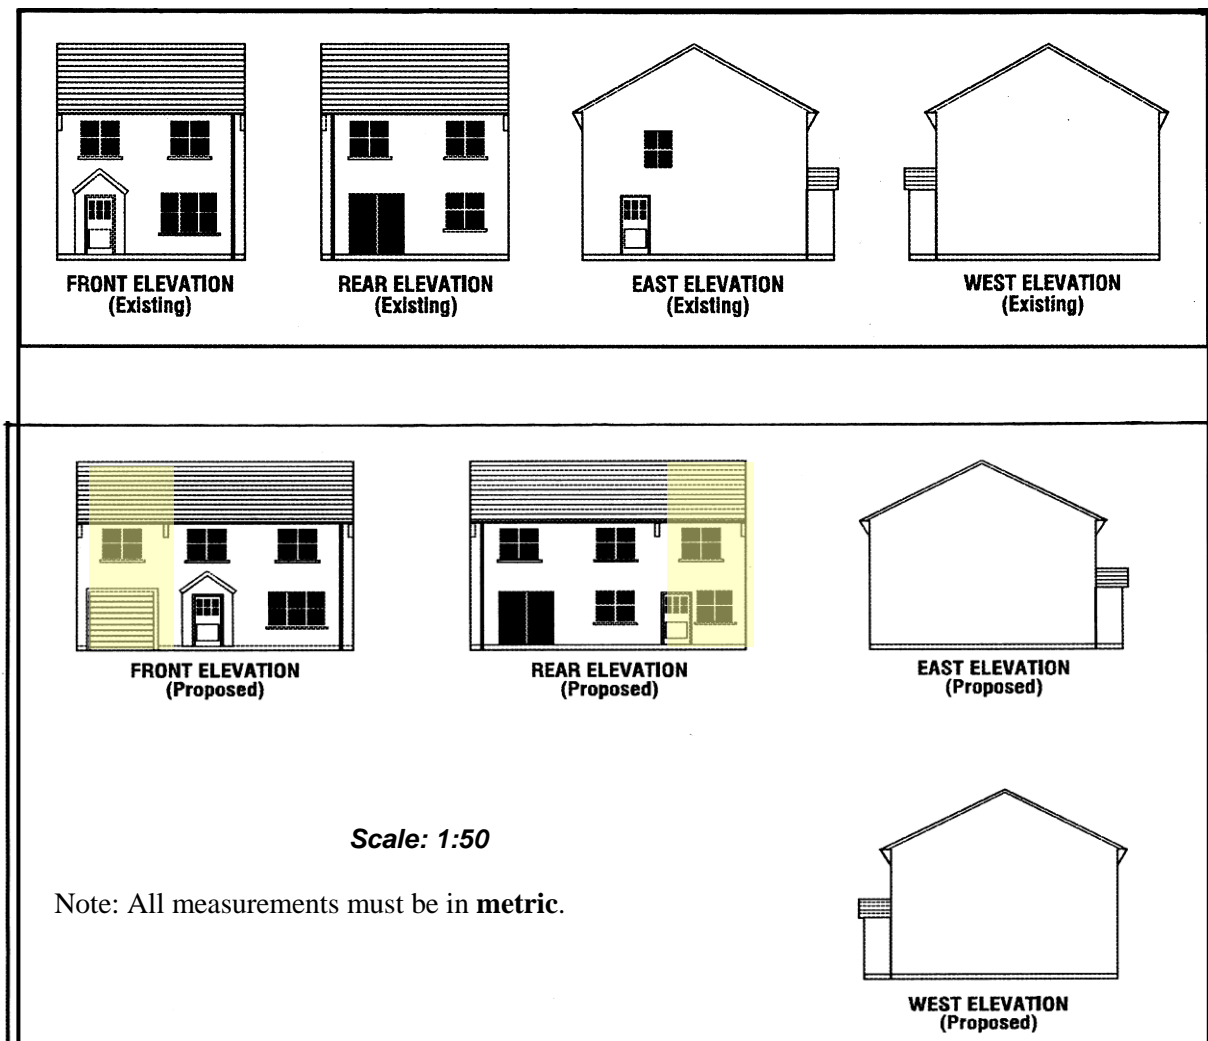 FRONT ELEVATION
(Existing)
REAR ELEVATION
(Existing)
EAST ELEVATION
(Existing)
WEST ELEVATION
(Existing)
FRONT ELEVATION
(Proposed)
REAR ELEVATION
(Proposed)
EAST ELEVATION
(Proposed)
Scale: 1:50
Note: All measurements must be in metric.
WEST ELEVATION
(Proposed)